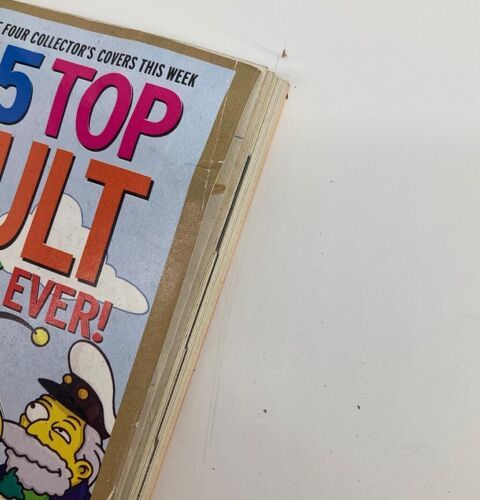 FOUR COLLECTOR'S COVERS THIS WEEK
5 TOP
ULT
EVER!